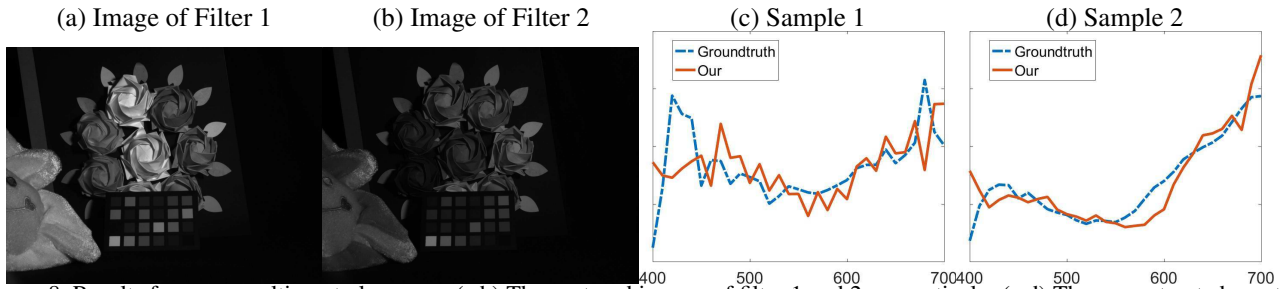 (a) Image of Filter 1
(b) Image of Filter 2
(c) Sample 1
(d) Sample 2
Groundtruth
Our
400
500
600
700
Groundtruth
Our
400
500
600
700